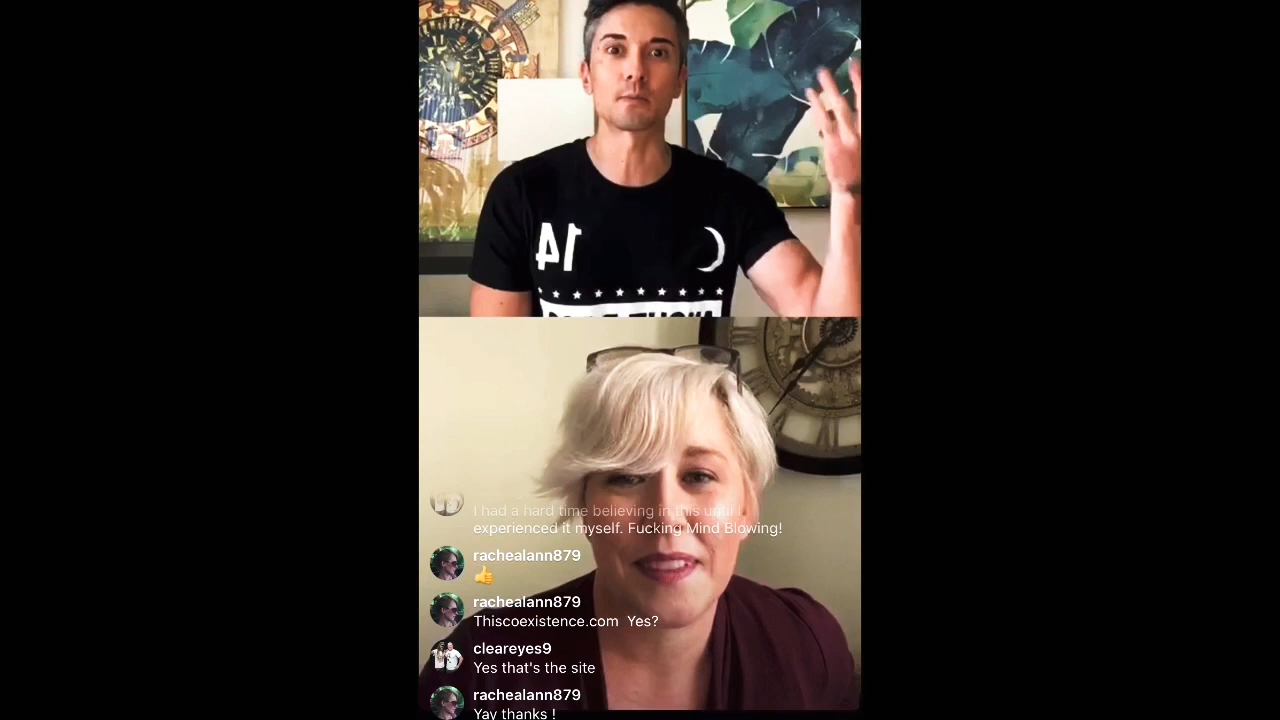 14
I had a hard time believing in this until I
experienced it myself. Fucking Mind Blowing!
rachealann879
👍
rachealann879
Thiscoexistence.com  Yes?
cleareyes9
Yes that's the site
rachealann879
Yay thanks !